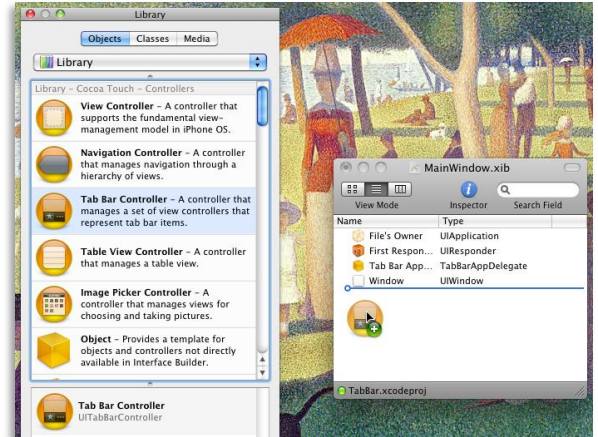 Library
Objects Classes Media
Library
Library – Cocoa Touch – Controllers
View Controller – A controller that
supports the fundamental view-
management model in iPhone OS.
Navigation Controller – A controller
that manages navigation through a
hierarchy of views.
Tab Bar Controller – A controller that
manages a set of view controllers that
represent tab bar items.
Table View Controller – A controller
that manages a table view.
Image Picker Controller – A
controller that manages views for
choosing and taking pictures.
Object – Provides a template for
objects and controllers not directly
available in Interface Builder.
Tab Bar Controller
UITabBarController
MainWindow.xib
View Mode Inspector Search Field
Name Type
File's Owner UIApplication
First Respon... UIResponder
Tab Bar App... TabBarAppDelegate
Window UIWindow
TabBar.xcodeproj